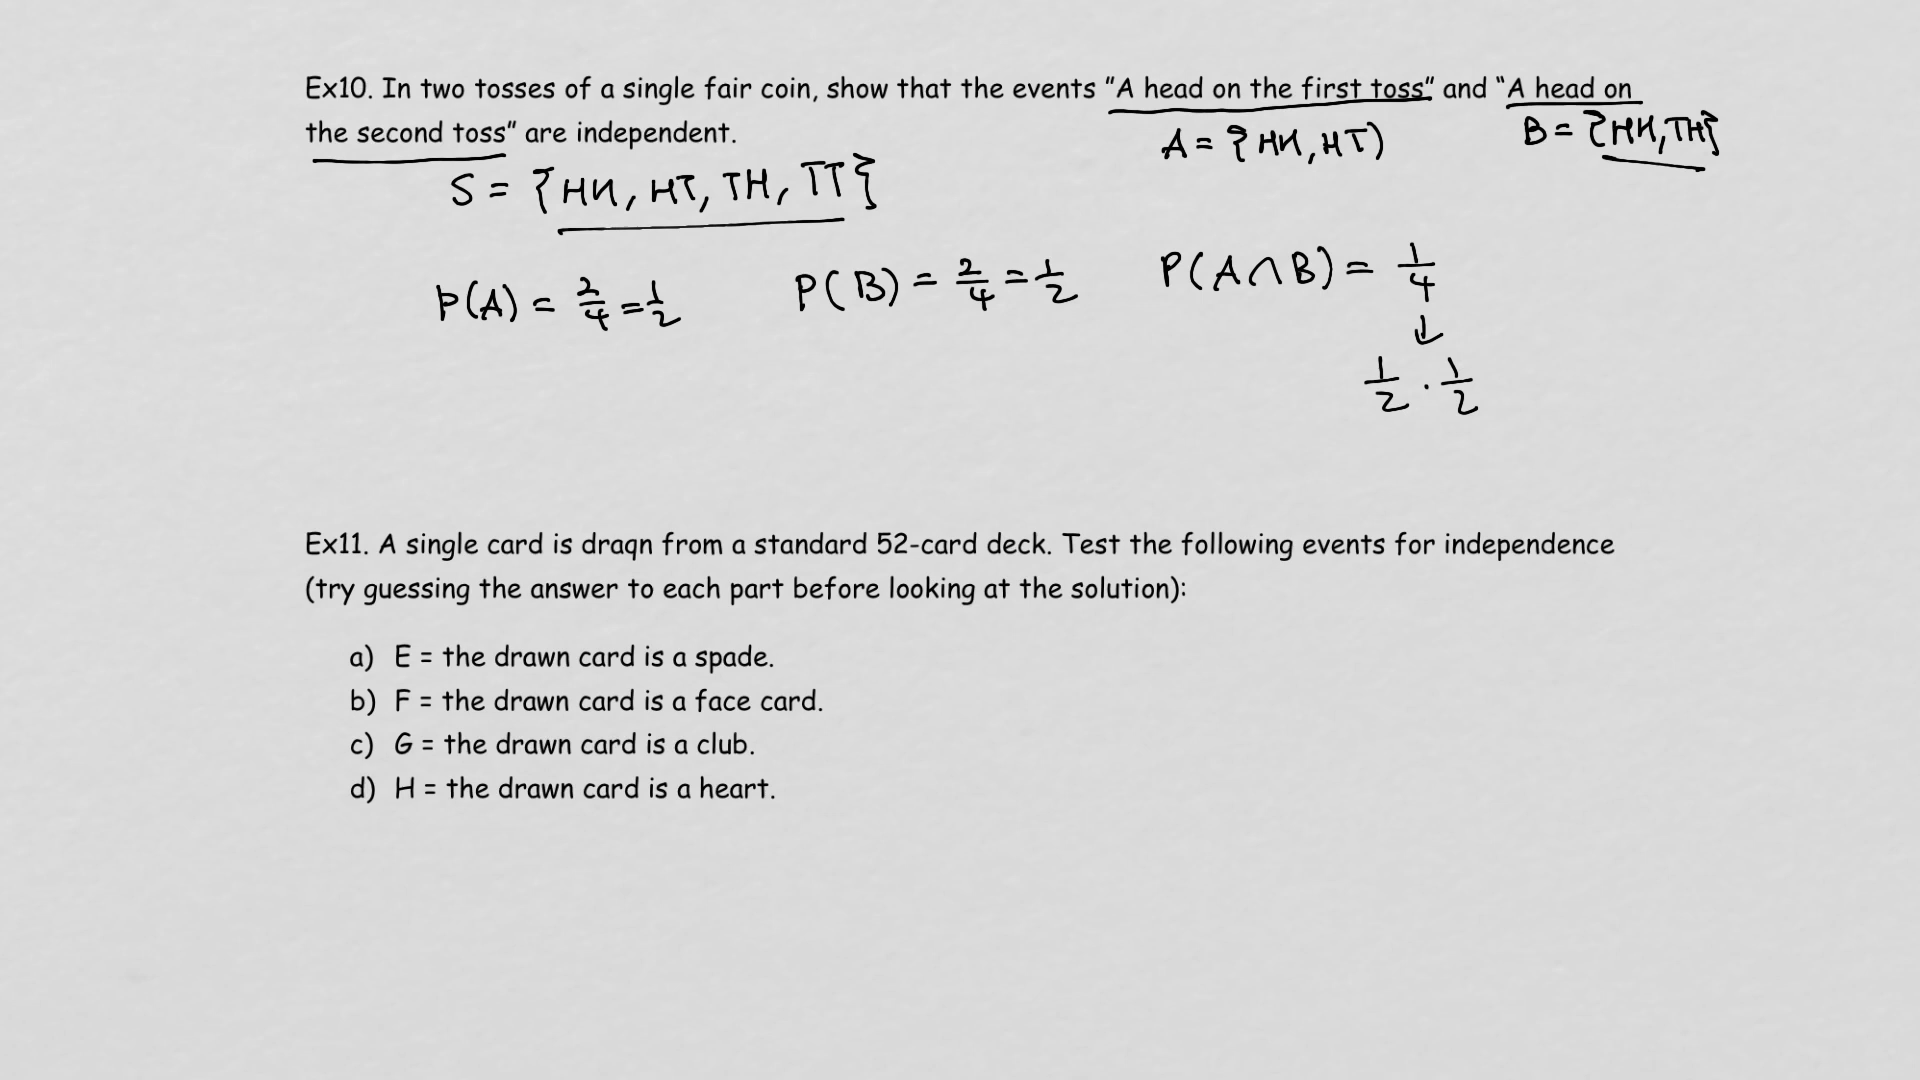 Ex10. In two tosses of a single fair coin, show that the events "A head on the first toss" and "A head on
the second toss" are independent.
A = {HH, HT)
B = {HH, TH}
S = {HH, HT, TH, TT}
P(A) = 2/4 = 1/2
P(B) = 2/4 = 1/2
P(A∩B) = 1/4
↓
1/2 · 1/2
Ex11. A single card is draqn from a standard 52-card deck. Test the following events for independence
(try guessing the answer to each part before looking at the solution):
a) E = the drawn card is a spade.
b) F = the drawn card is a face card.
c) G = the drawn card is a club.
d) H = the drawn card is a heart.